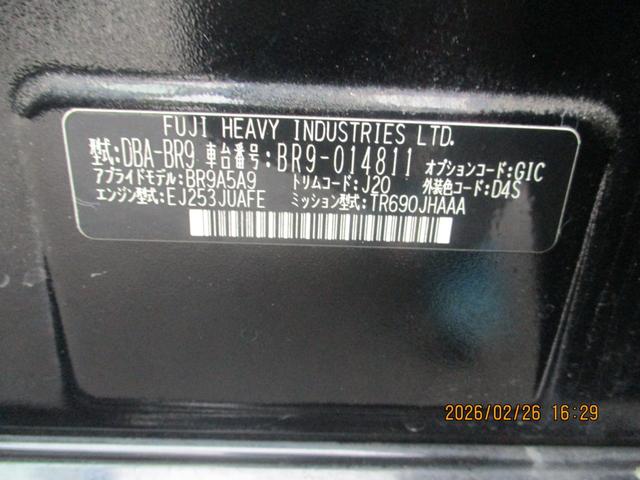 FUJI HEAVY INDUSTRIES LTD.
型式:DBA-BR9 車台番号:BR9-014811 オプションコード:GIC
アプライドモデル:BR9A5A9 トリムコード:J20 外装色コード:D4S
エンジン型式:EJ253JUAFE ミッション型式:TR690JHAAA
2026/02/26 16:29